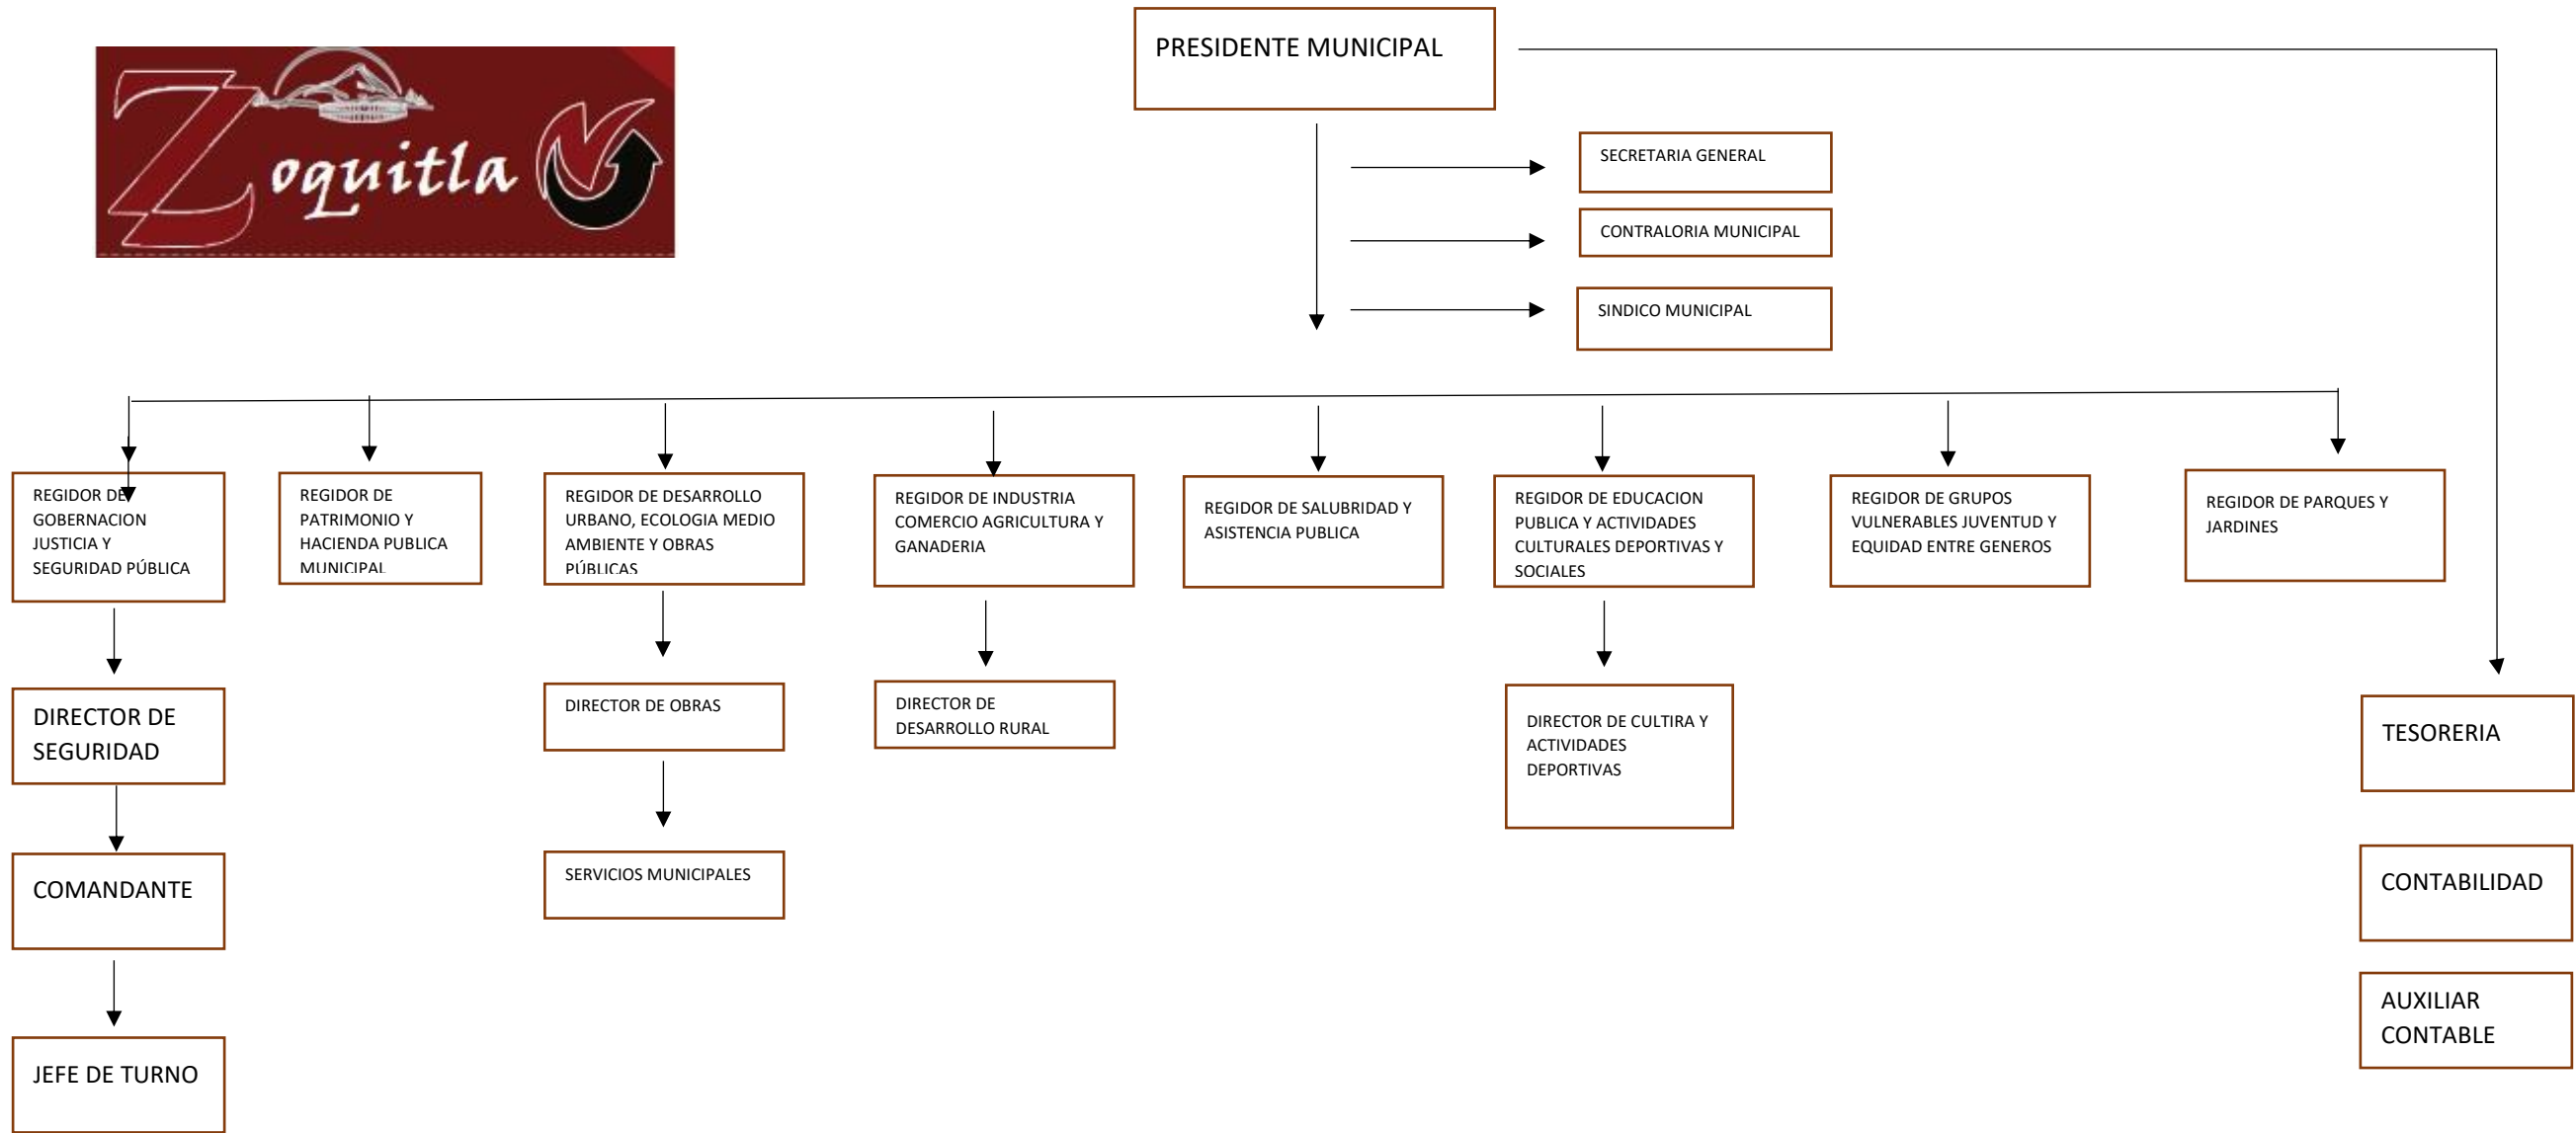 Zoquitla
PRESIDENTE MUNICIPAL
SECRETARIA GENERAL
CONTRALORIA MUNICIPAL
SINDICO MUNICIPAL
REGIDOR DE
GOBERNACION
JUSTICIA Y
SEGURIDAD PÚBLICA
REGIDOR DE
PATRIMONIO Y
HACIENDA PUBLICA
MUNICIPAL
REGIDOR DE DESARROLLO
URBANO, ECOLOGIA MEDIO
AMBIENTE Y OBRAS
PÚBLICAS
REGIDOR DE INDUSTRIA
COMERCIO AGRICULTURA Y
GANADERIA
REGIDOR DE SALUBRIDAD Y
ASISTENCIA PUBLICA
REGIDOR DE EDUCACION
PUBLICA Y ACTIVIDADES
CULTURALES DEPORTIVAS Y
SOCIALES
REGIDOR DE GRUPOS
VULNERABLES JUVENTUD Y
EQUIDAD ENTRE GENEROS
REGIDOR DE PARQUES Y
JARDINES
DIRECTOR DE
SEGURIDAD
DIRECTOR DE OBRAS
DIRECTOR DE
DESARROLLO RURAL
DIRECTOR DE CULTIRA Y
ACTIVIDADES
DEPORTIVAS
TESORERIA
COMANDANTE
SERVICIOS MUNICIPALES
CONTABILIDAD
AUXILIAR
CONTABLE
JEFE DE TURNO